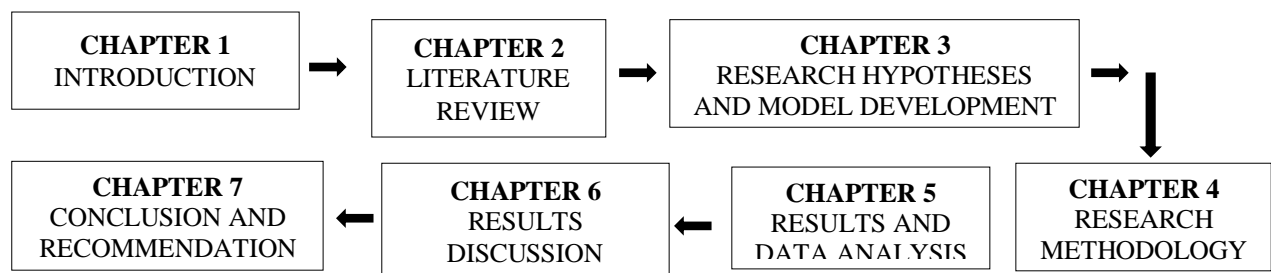 CHAPTER 1
INTRODUCTION
CHAPTER 2
LITERATURE
REVIEW
CHAPTER 3
RESEARCH HYPOTHESES
AND MODEL DEVELOPMENT
CHAPTER 4
RESEARCH
METHODOLOGY
CHAPTER 5
RESULTS AND
DATA ANALYSIS
CHAPTER 6
RESULTS
DISCUSSION
CHAPTER 7
CONCLUSION AND
RECOMMENDATION